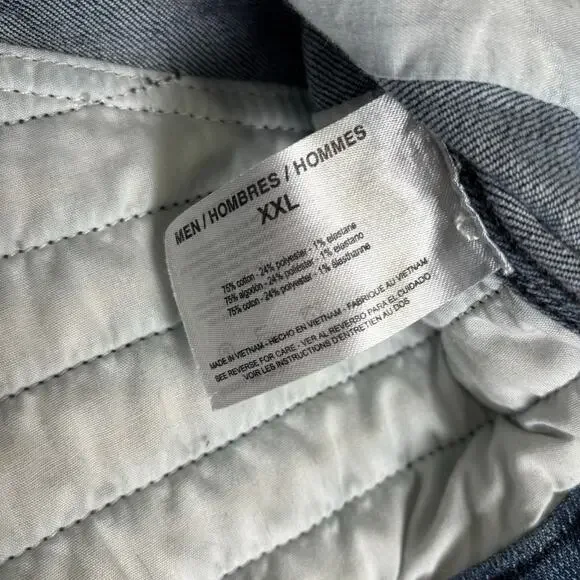 MEN / HOMBRES / HOMMES
XXL
75% cotton - 24% polyester - 1% elastane
75% algodón - 24% poliéster - 1% elastano
75% coton - 24% polyester - 1% élasthanne
MADE IN VIETNAM - HECHO EN VIETNAM - FABRIQUE AU VIETNAM
SEE REVERSE FOR CARE - VER AL REVERSO PARA EL CUIDADO
VOIR LES INSTRUCTIONS D'ENTRETIEN AU DOS